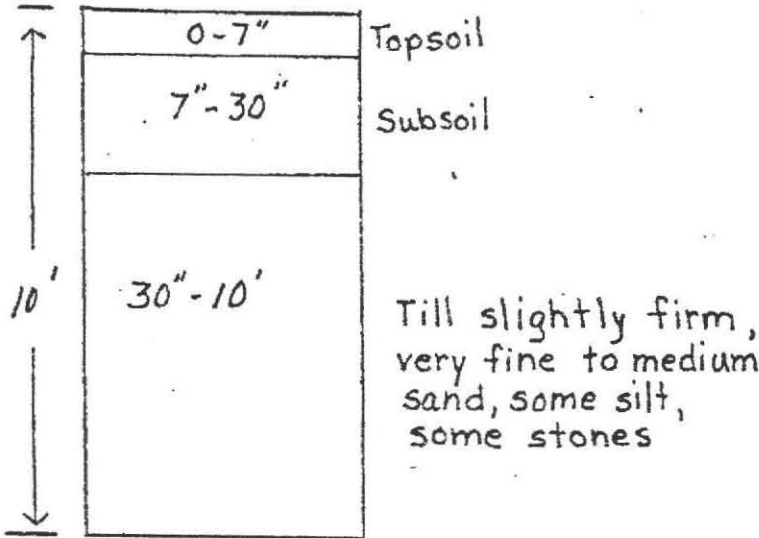 0-7" Topsoil
7"-30" Subsoil
10' 30"-10'
Till slightly firm,
very fine to medium
sand, some silt,
some stones